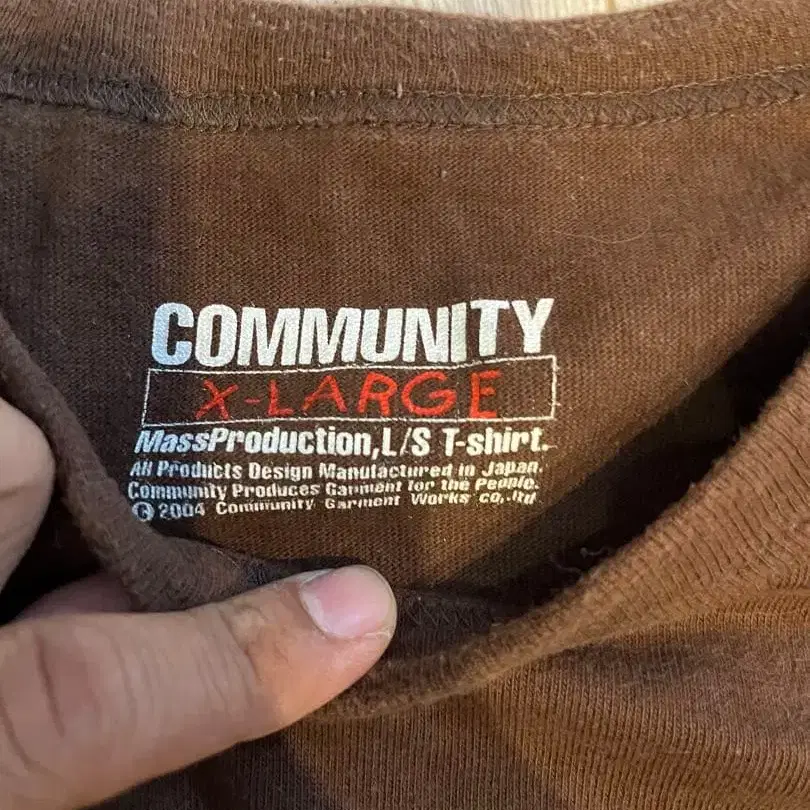 COMMUNITY
X-LARGE
MassProduction,L/S T-shirt.
All Products Design Manufactured in Japan.
Community Produces Garment for the People.
© 2004 Community Garment Works co,.ltd